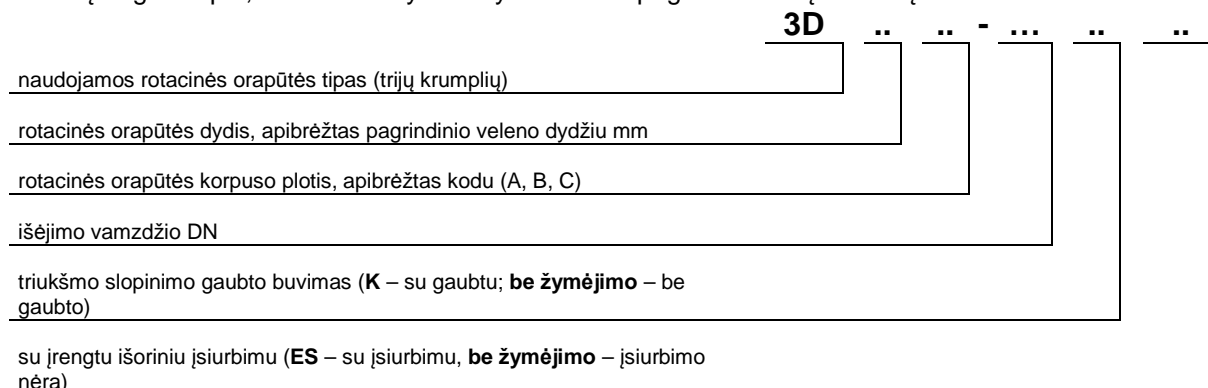 3D .. .. - ... .. ..
naudojamos rotacinės orapūtės tipas (trijų krumplių)
rotacinės orapūtės dydis, apibrėžtas pagrindinio veleno dydžiu mm
rotacinės orapūtės korpuso plotis, apibrėžtas kodu (A, B, C)
išėjimo vamzdžio DN
triukšmo slopinimo gaubto buvimas (K – su gaubtu; be žymėjimo – be
gaubto)
su įrengtu išoriniu įsiurbimu (ES – su įsiurbimu, be žymėjimo – įsiurbimo
nėra)